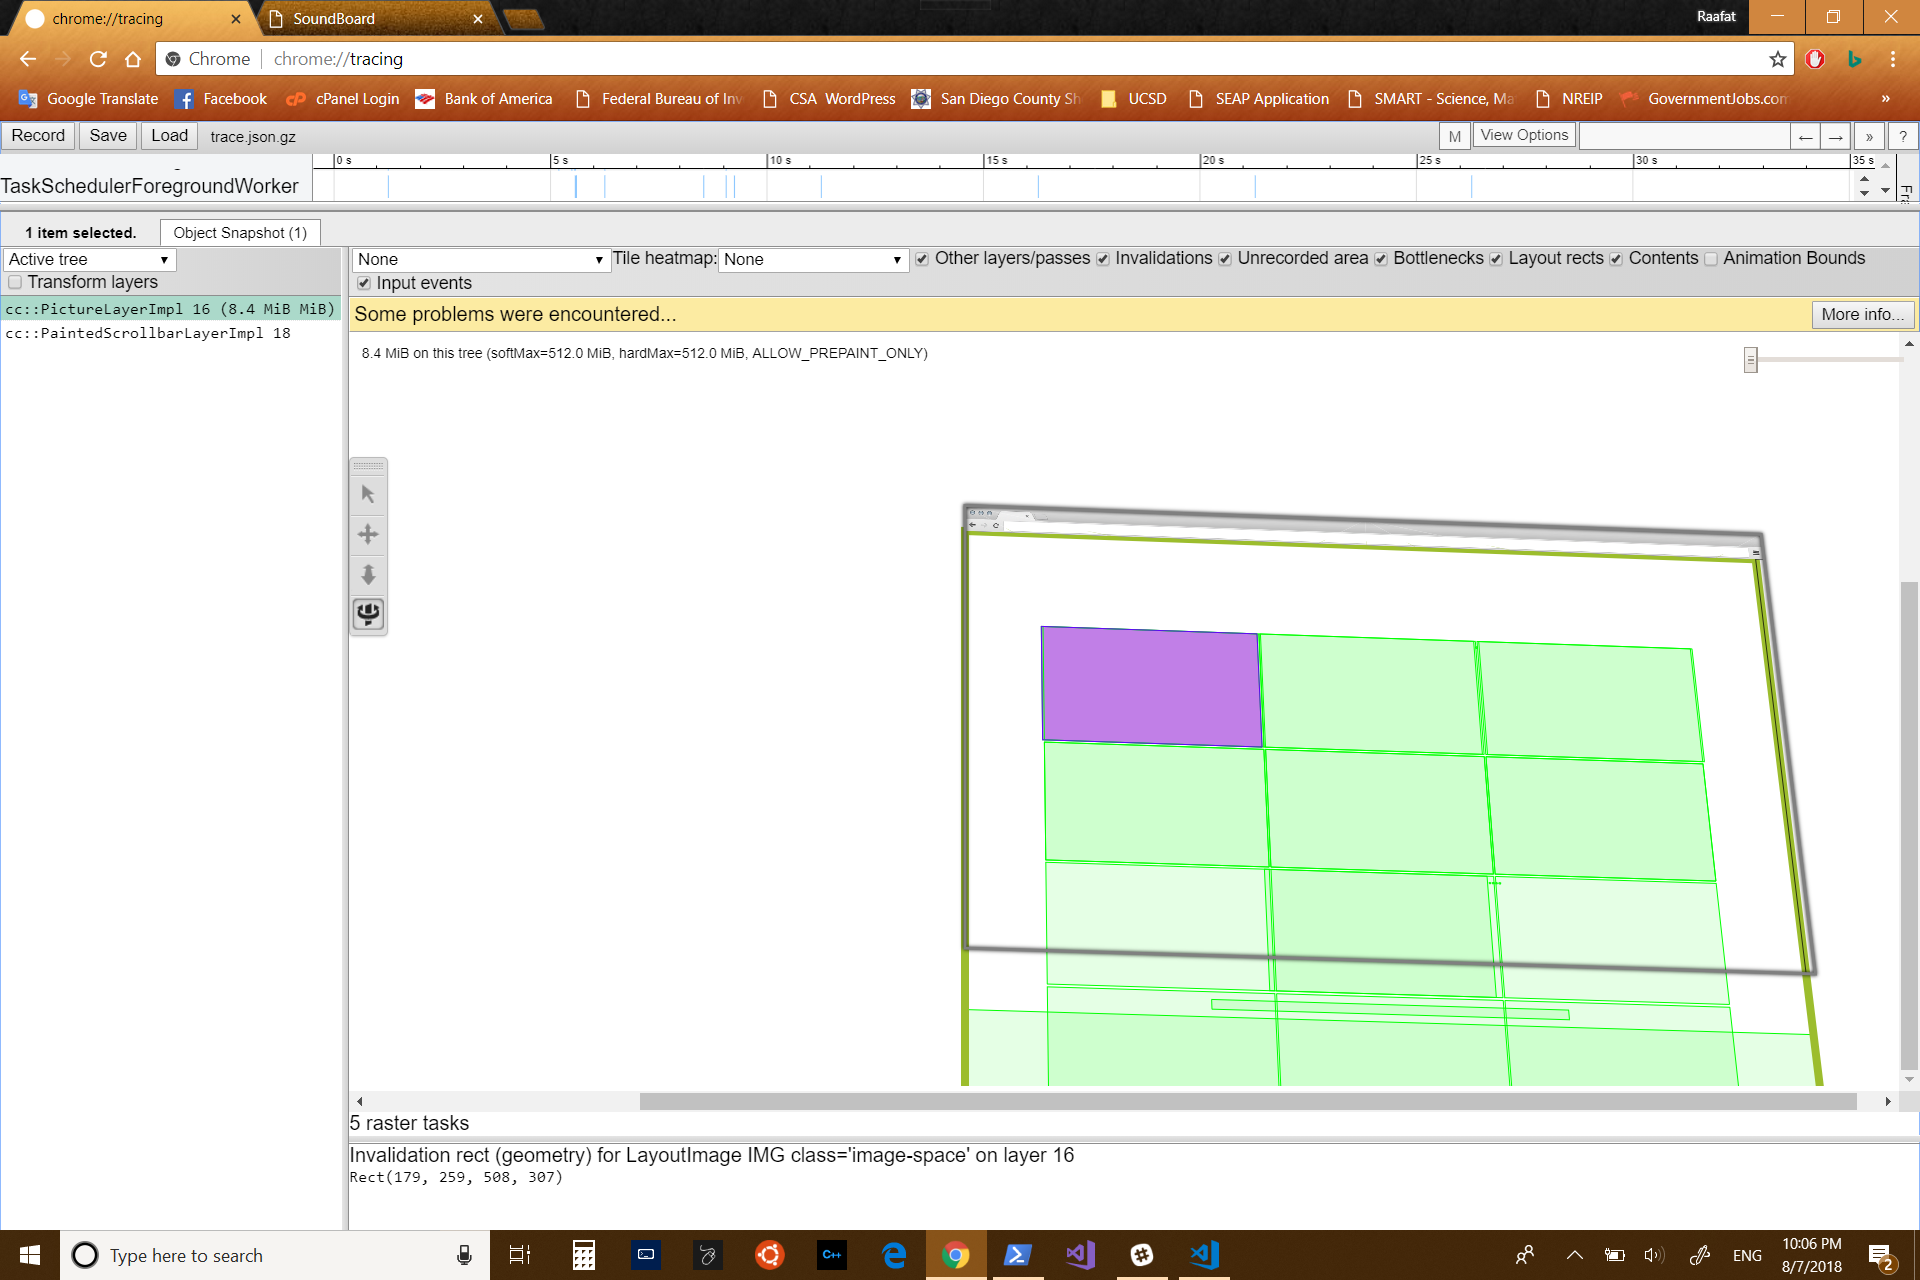 chrome://tracing
SoundBoard
Raafat
Chrome chrome://tracing
Google Translate Facebook cPanel Login Bank of America Federal Bureau of Inv CSA WordPress San Diego County Sh UCSD SEAP Application SMART - Science, Ma NREIP GovernmentJobs.com »
Record Save Load trace.json.gz M View Options ← → » ?
0 s 5 s 10 s 15 s 20 s 25 s 30 s 35 s
TaskSchedulerForegroundWorker
Fra
1 item selected. Object Snapshot (1)
Active tree None Tile heatmap: None Other layers/passes Invalidations Unrecorded area Bottlenecks Layout rects Contents Animation Bounds
Transform layers Input events
cc::PictureLayerImpl 16 (8.4 MiB MiB)
cc::PaintedScrollbarLayerImpl 18
Some problems were encountered... More info...
8.4 MiB on this tree (softMax=512.0 MiB, hardMax=512.0 MiB, ALLOW_PREPAINT_ONLY)
5 raster tasks
Invalidation rect (geometry) for LayoutImage IMG class='image-space' on layer 16
Rect(179, 259, 508, 307)
Type here to search
C++
ENG
10:06 PM
8/7/2018
2